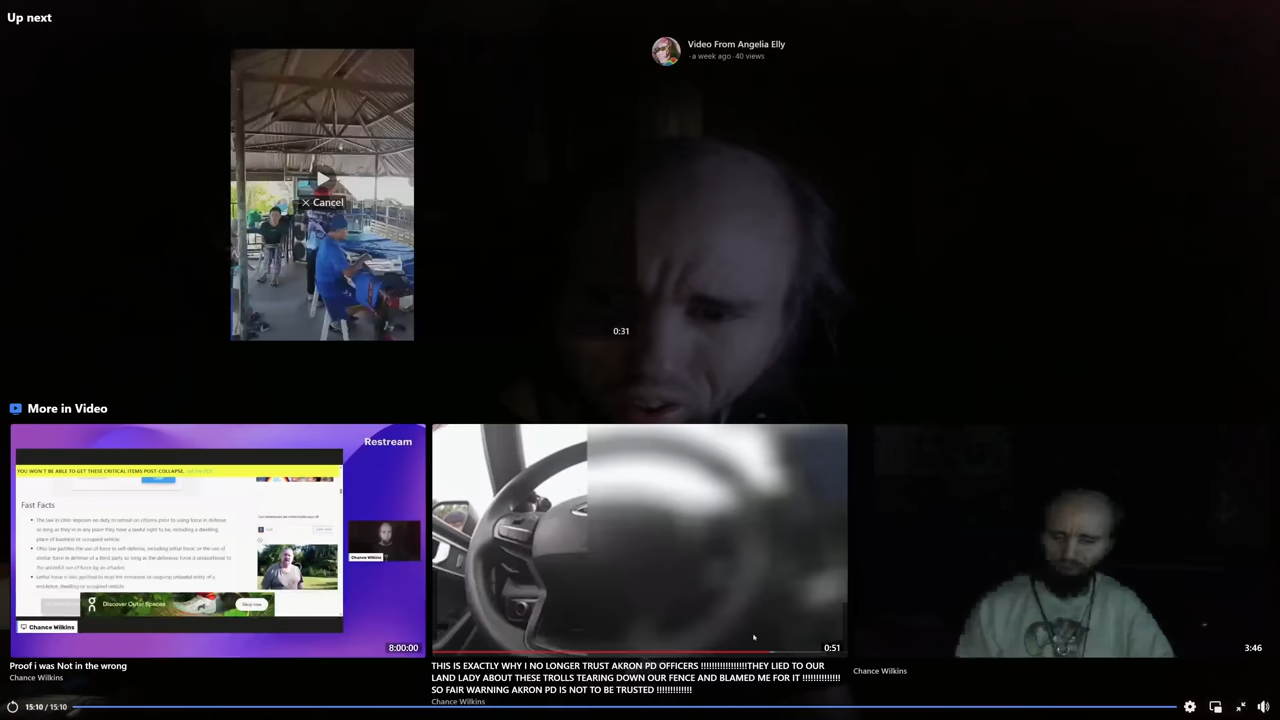 Up next
Video From Angelia Elly
· a week ago · 40 views
× Cancel
0:31
More in Video
Restream
YOU WON'T BE ABLE TO GET THESE CRITICAL ITEMS POST-COLLAPSE.
Fast Facts
Chance Wilkins
Discover Outer Spaces
Shop now
Chance Wilkins
8:00:00
0:51
3:46
Proof i was Not in the wrong
Chance Wilkins
THIS IS EXACTLY WHY I NO LONGER TRUST AKRON PD OFFICERS !!!!!!!!!!!!!!!!!THEY LIED TO OUR
LAND LADY ABOUT THESE TROLLS TEARING DOWN OUR FENCE AND BLAMED ME FOR IT !!!!!!!!!!!!!!
SO FAIR WARNING AKRON PD IS NOT TO BE TRUSTED !!!!!!!!!!!!!
Chance Wilkins
Chance Wilkins
15:10 / 15:10